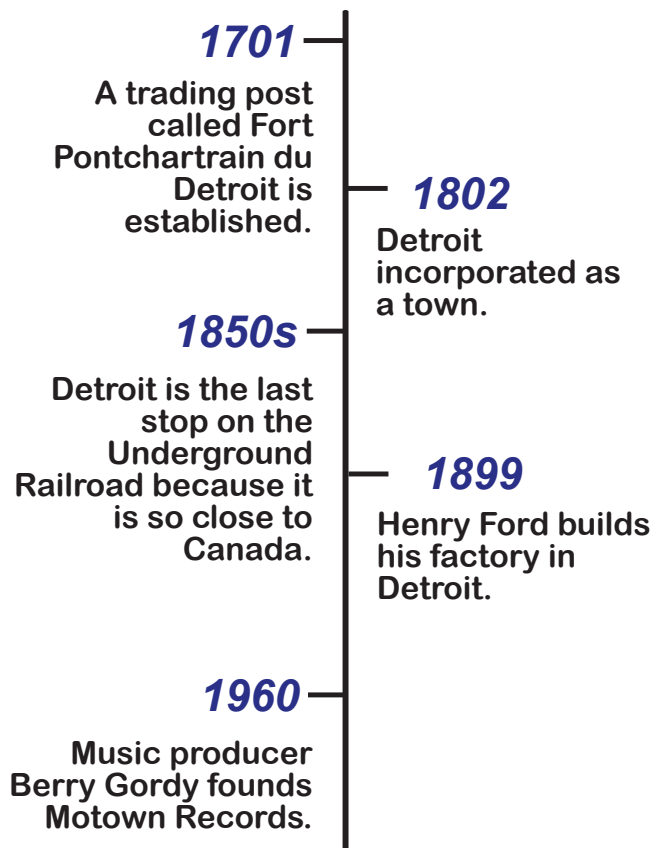 1701
A trading post
called Fort
Pontchartrain du
Detroit is
established.
1802
Detroit
incorporated as
a town.
1850s
Detroit is the last
stop on the
Underground
Railroad because it
is so close to
Canada.
1899
Henry Ford builds
his factory in
Detroit.
1960
Music producer
Berry Gordy founds
Motown Records.